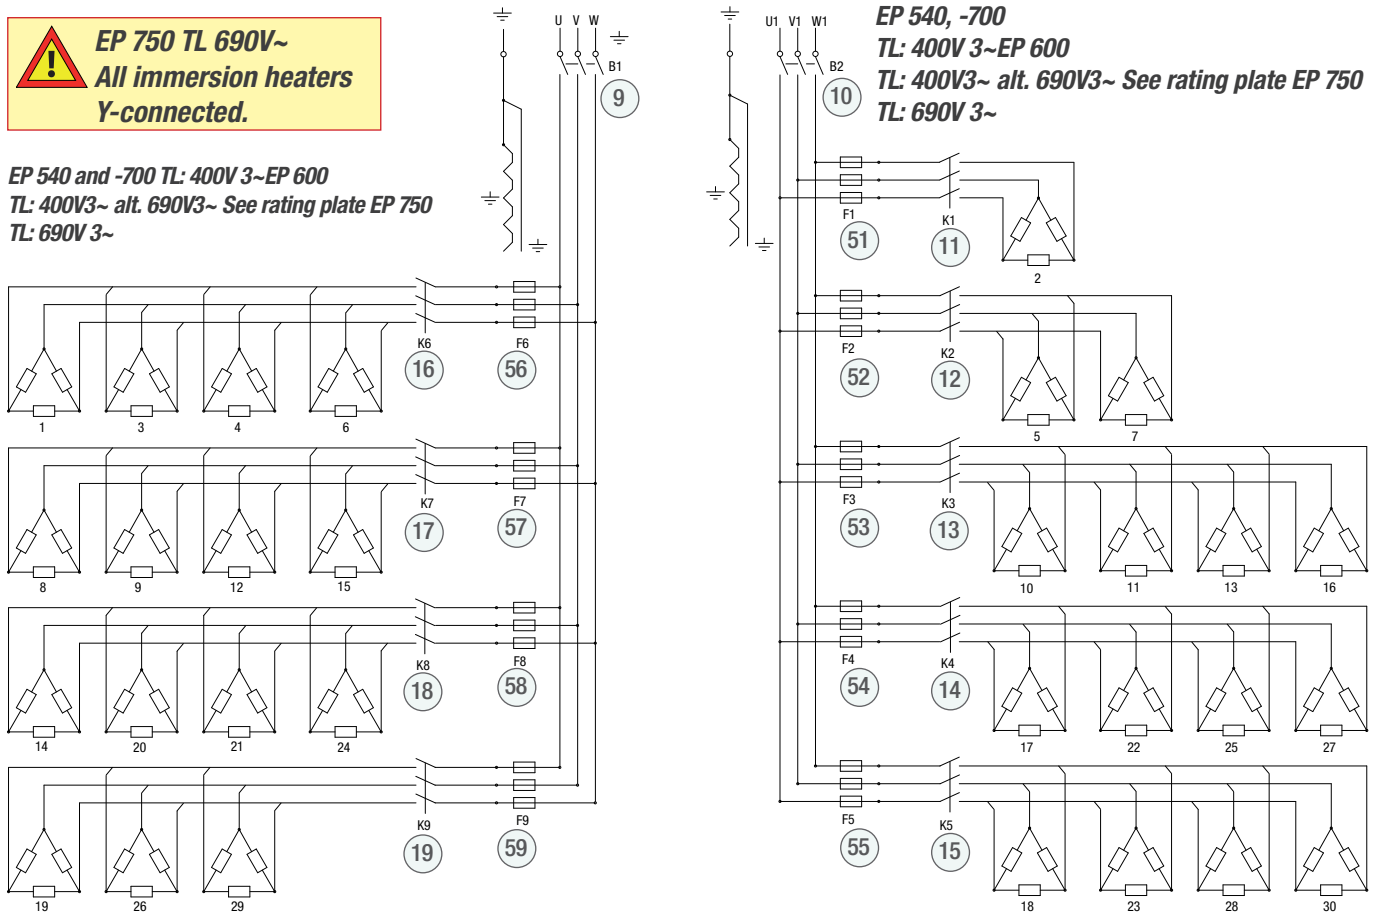 EP 750 TL 690V~
All immersion heaters
Y-connected.
EP 540 and -700 TL: 400V 3~EP 600
TL: 400V3~ alt. 690V3~ See rating plate EP 750
TL: 690V 3~
U V W
B1
9
K6 F6
16 56
1 3 4 6
K7 F7
17 57
8 9 12 15
K8 F8
18 58
14 20 21 24
K9 F9
19 59
19 26 29
U1 V1 W1
B2
10
EP 540, -700
TL: 400V 3~EP 600
TL: 400V3~ alt. 690V3~ See rating plate EP 750
TL: 690V 3~
F1 K1
51 11
2
F2 K2
52 12
5 7
F3 K3
53 13
10 11 13 16
F4 K4
54 14
17 22 25 27
F5 K5
55 15
18 23 28 30